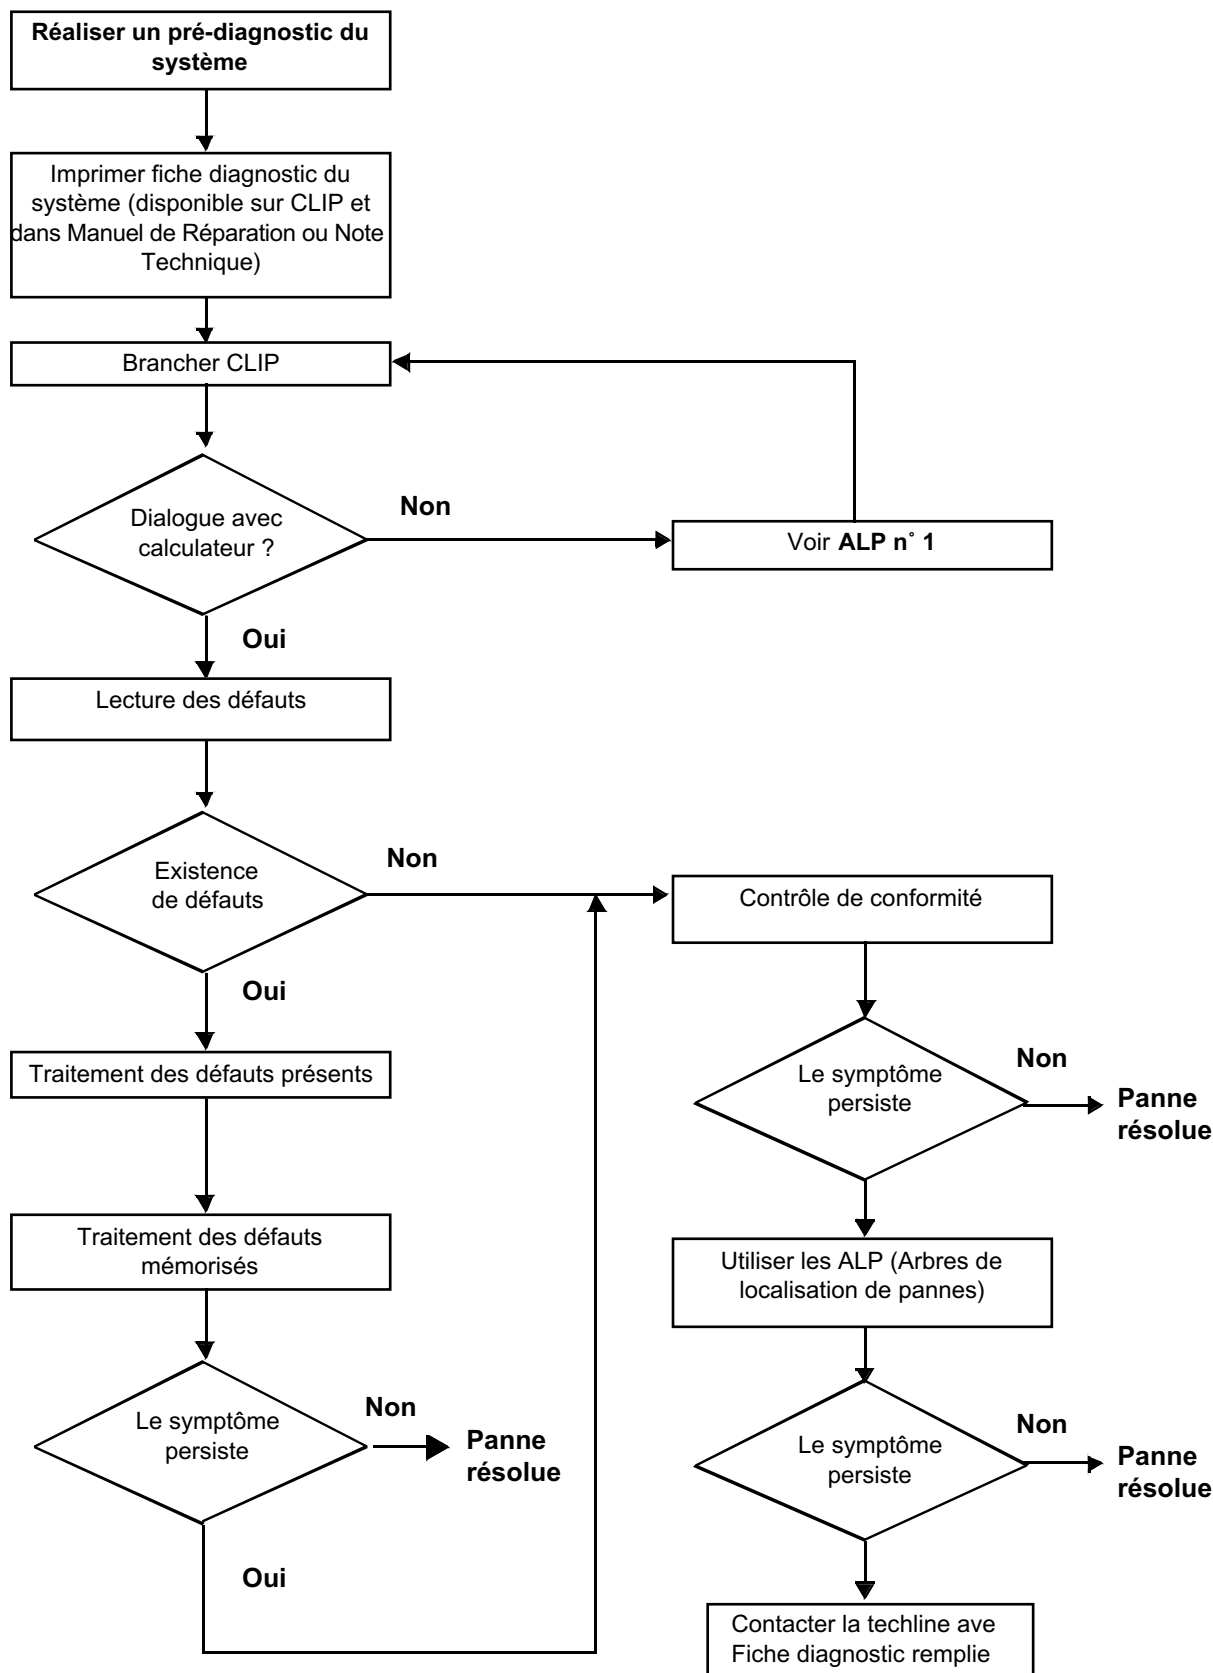 Réaliser un pré-diagnostic du
système
Imprimer fiche diagnostic du
système (disponible sur CLIP et
dans Manuel de Réparation ou Note
Technique)
Brancher CLIP
Dialogue avec
calculateur ?
Non
Voir ALP n° 1
Oui
Lecture des défauts
Existence
de défauts
Non
Contrôle de conformité
Oui
Traitement des défauts présents
Le symptôme
persiste
Non
Panne
résolue
Traitement des défauts
mémorisés
Utiliser les ALP (Arbres de
localisation de pannes)
Le symptôme
persiste
Non
Panne
résolue
Le symptôme
persiste
Non
Panne
résolue
Oui
Contacter la techline ave
Fiche diagnostic remplie